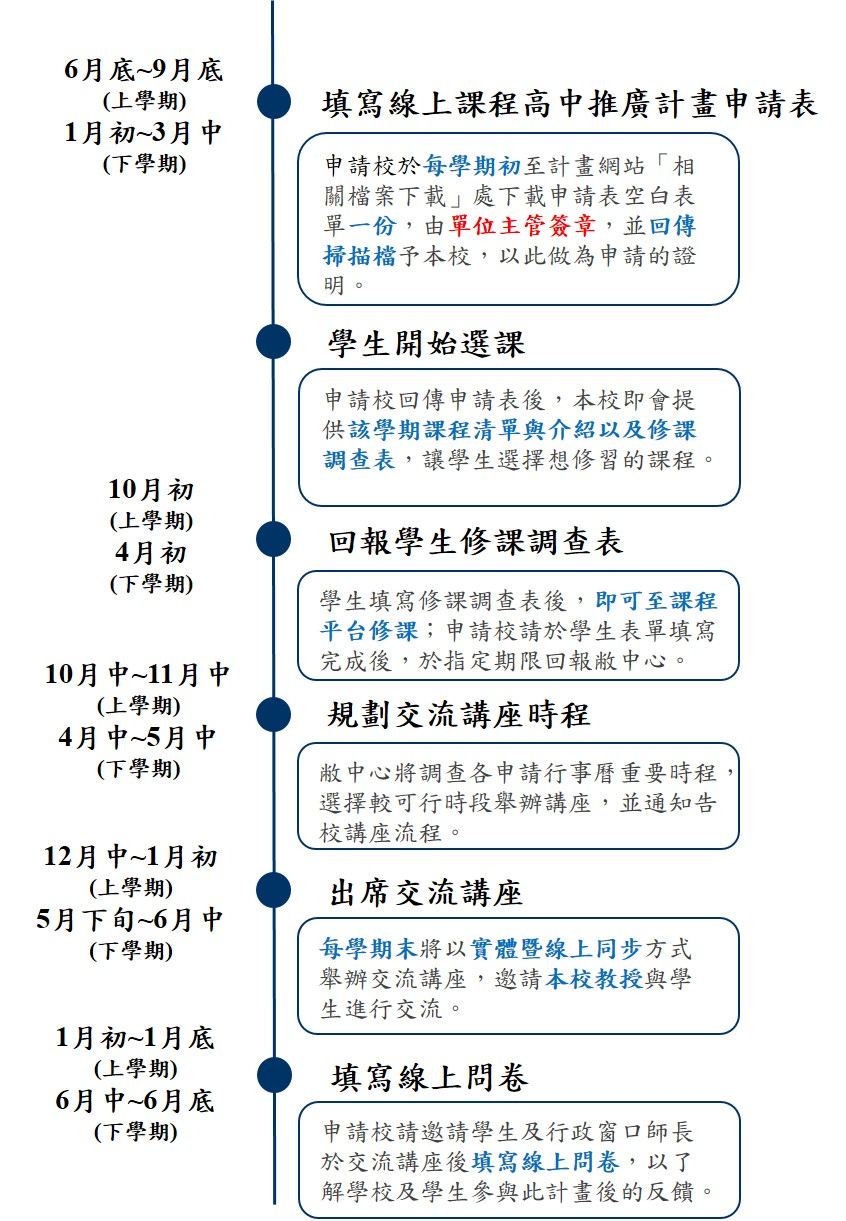 6月底~9月底
(上學期)
1月初~3月中
(下學期)
填寫線上課程高中推廣計畫申請表
申請校於每學期初至計畫網站「相
關檔案下載」處下載申請表空白表
單一份，由單位主管簽章，並回傳
掃描檔予本校，以此做為申請的證
明。
學生開始選課
申請校回傳申請表後，本校即會提
供該學期課程清單與介紹以及修課
調查表，讓學生選擇想修習的課程。
10月初
(上學期)
4月初
(下學期)
回報學生修課調查表
學生填寫修課調查表後，即可至課程
平台修課；申請校請於學生表單填寫
完成後，於指定期限回報敝中心。
10月中~11月中
(上學期)
4月中~5月中
(下學期)
規劃交流講座時程
敝中心將調查各申請行事曆重要時程，
選擇較可行時段舉辦講座，並通知告
校講座流程。
12月中~1月初
(上學期)
5月下旬~6月中
(下學期)
出席交流講座
每學期末將以實體暨線上同步方式
舉辦交流講座，邀請本校教授與學
生進行交流。
1月初~1月底
(上學期)
6月中~6月底
(下學期)
填寫線上問卷
申請校請邀請學生及行政窗口師長
於交流講座後填寫線上問卷，以了
解學校及學生參與此計畫後的反饋。